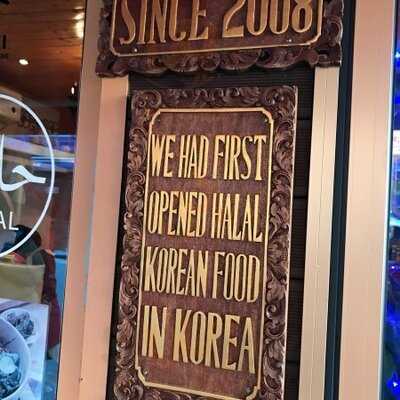 SINCE 2008
WE HAD FIRST
OPENED HALAL
KOREAN FOOD
IN KOREA